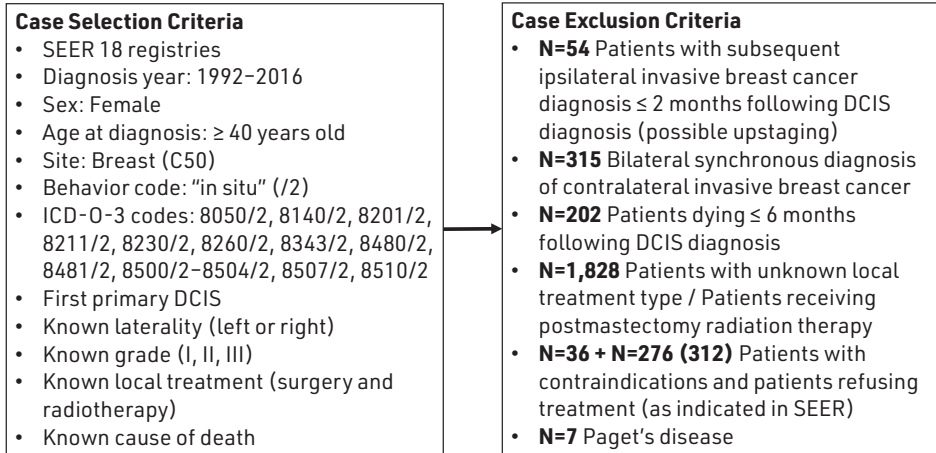 Case Selection Criteria
• SEER 18 registries
• Diagnosis year: 1992–2016
• Sex: Female
• Age at diagnosis: ≥ 40 years old
• Site: Breast (C50)
• Behavior code: “in situ” (/2)
• ICD-O-3 codes: 8050/2, 8140/2, 8201/2,
8211/2, 8230/2, 8260/2, 8343/2, 8480/2,
8481/2, 8500/2–8504/2, 8507/2, 8510/2
• First primary DCIS
• Known laterality (left or right)
• Known grade (I, II, III)
• Known local treatment (surgery and
radiotherapy)
• Known cause of death
Case Exclusion Criteria
• N=54 Patients with subsequent
ipsilateral invasive breast cancer
diagnosis ≤ 2 months following DCIS
diagnosis (possible upstaging)
• N=315 Bilateral synchronous diagnosis
of contralateral invasive breast cancer
• N=202 Patients dying ≤ 6 months
following DCIS diagnosis
• N=1,828 Patients with unknown local
treatment type / Patients receiving
postmastectomy radiation therapy
• N=36 + N=276 (312) Patients with
contraindications and patients refusing
treatment (as indicated in SEER)
• N=7 Paget’s disease